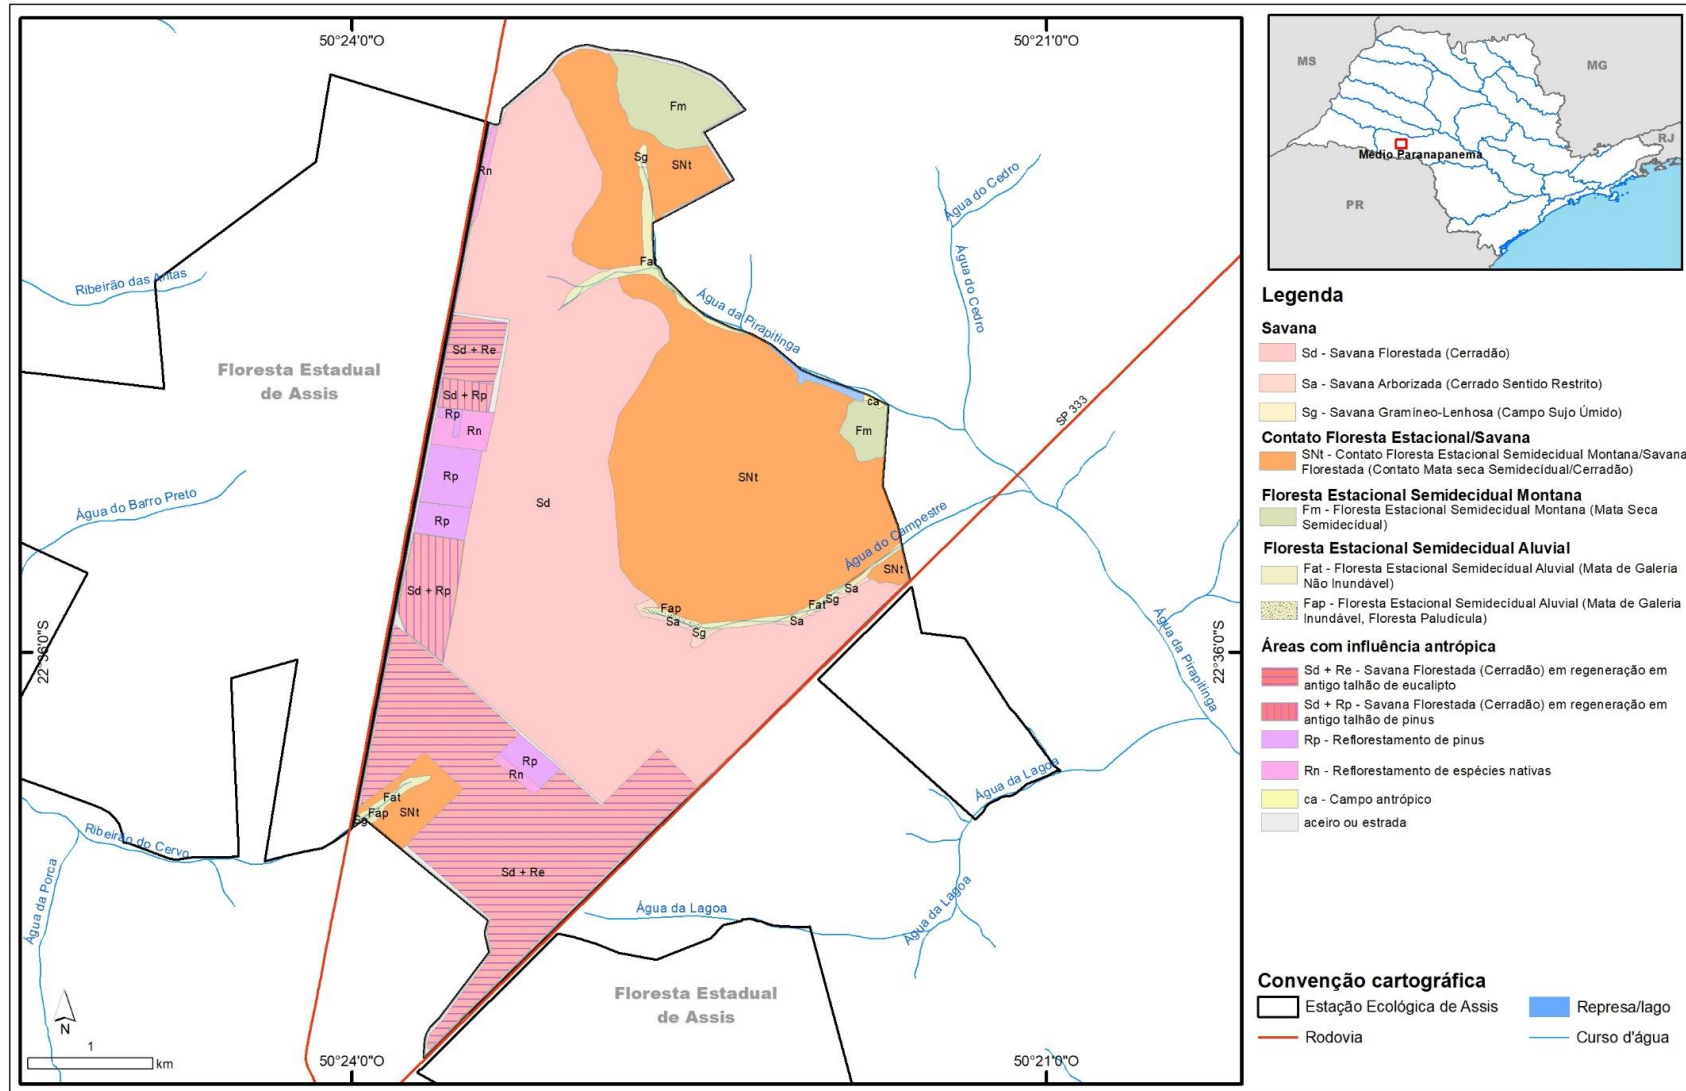 50°24'0"O
50°21'0"O
Fm
Sg
SNt
Rn
Fat
Água do Cedro
Água do Cedro
Ribeirão das Antas
Água da Pirapitinga
Floresta Estadual
de Assis
Sd + Re
Sd + Rp
Rp
Rn
ca
Fm
SP 333
Rp
SNt
Sd
Água do Barro Preto
Rp
Água do Campestre
SNt
Sd + Rp
Sa
Sg
Fat
Fap
Sa
Sa
Sg
22°36'0"S
22°36'0"S
Água da Pirapitinga
Rp
Rn
Água da Lagoa
Fat
Fap
SNt
Sg
Ribeirão do Cervo
Sd + Re
Água da Porca
Água da Lagoa
Água da Lagoa
Floresta Estadual
de Assis
N
1
km
50°24'0"O
50°21'0"O
MS
MG
RJ
Médio Paranapanema
PR
Legenda
Savana
Sd - Savana Florestada (Cerradão)
Sa - Savana Arborizada (Cerrado Sentido Restrito)
Sg - Savana Gramíneo-Lenhosa (Campo Sujo Úmido)
Contato Floresta Estacional/Savana
SNt - Contato Floresta Estacional Semidecidual Montana/Savana
Florestada (Contato Mata seca Semidecídual/Cerradão)
Floresta Estacional Semidecidual Montana
Fm - Floresta Estacional Semidecidual Montana (Mata Seca
Semidecídual)
Floresta Estacional Semidecidual Aluvial
Fat - Floresta Estacional Semidecidual Aluvial (Mata de Galeria
Não Inundável)
Fap - Floresta Estacional Semidecídual Aluvial (Mata de Galeria
Inundável, Floresta Paludícula)
Áreas com influência antrópica
Sd + Re - Savana Florestada (Cerradão) em regeneração em
antigo talhão de eucalipto
Sd + Rp - Savana Florestada (Cerradão) em regeneração em
antigo talhão de pinus
Rp - Reflorestamento de pinus
Rn - Reflorestamento de espécies nativas
ca - Campo antrópico
aceiro ou estrada
Convenção cartográfica
Estação Ecológica de Assis
Represa/lago
Rodovia
Curso d'água